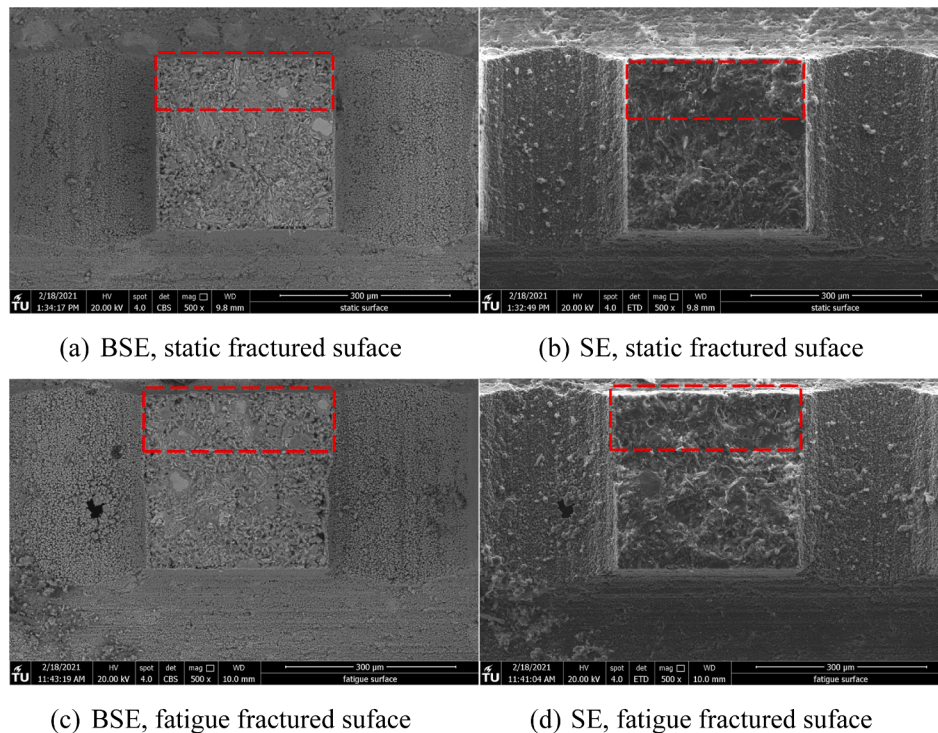 2/18/2021 HV spot det mag □ WD 300 µm
TU 1:34:17 PM 20.00 kV 4.0 CBS 500 x 9.8 mm static surface
2/18/2021 HV spot det mag □ WD 300 µm
TU 1:32:49 PM 20.00 kV 4.0 ETD 500 x 9.8 mm static surface
(a) BSE, static fractured suface
(b) SE, static fractured suface
2/18/2021 HV spot det mag □ WD 300 µm
TU 11:43:19 AM 20.00 kV 4.0 CBS 500 x 10.0 mm fatigue surface
2/18/2021 HV spot det mag □ WD 300 µm
TU 11:41:04 AM 20.00 kV 4.0 ETD 500 x 10.0 mm fatigue surface
(c) BSE, fatigue fractured suface
(d) SE, fatigue fractured suface